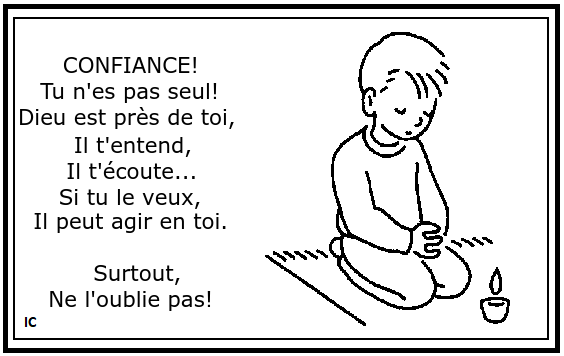 CONFIANCE!
Tu n'es pas seul!
Dieu est près de toi,
Il t'entend,
Il t'écoute...
Si tu le veux,
Il peut agir en toi.
Surtout,
Ne l'oublie pas!
IC